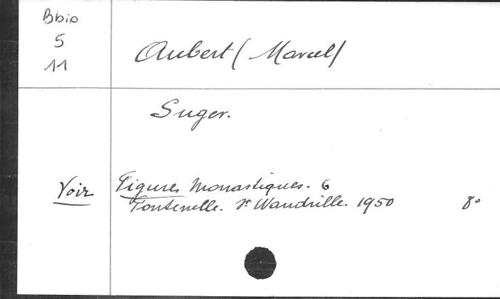 Bbio
5
11
Aubert (Marcel)
Suger.
Voir Figures Monastiques. 6
Fontenelle. St Wandrille. 1950 8°